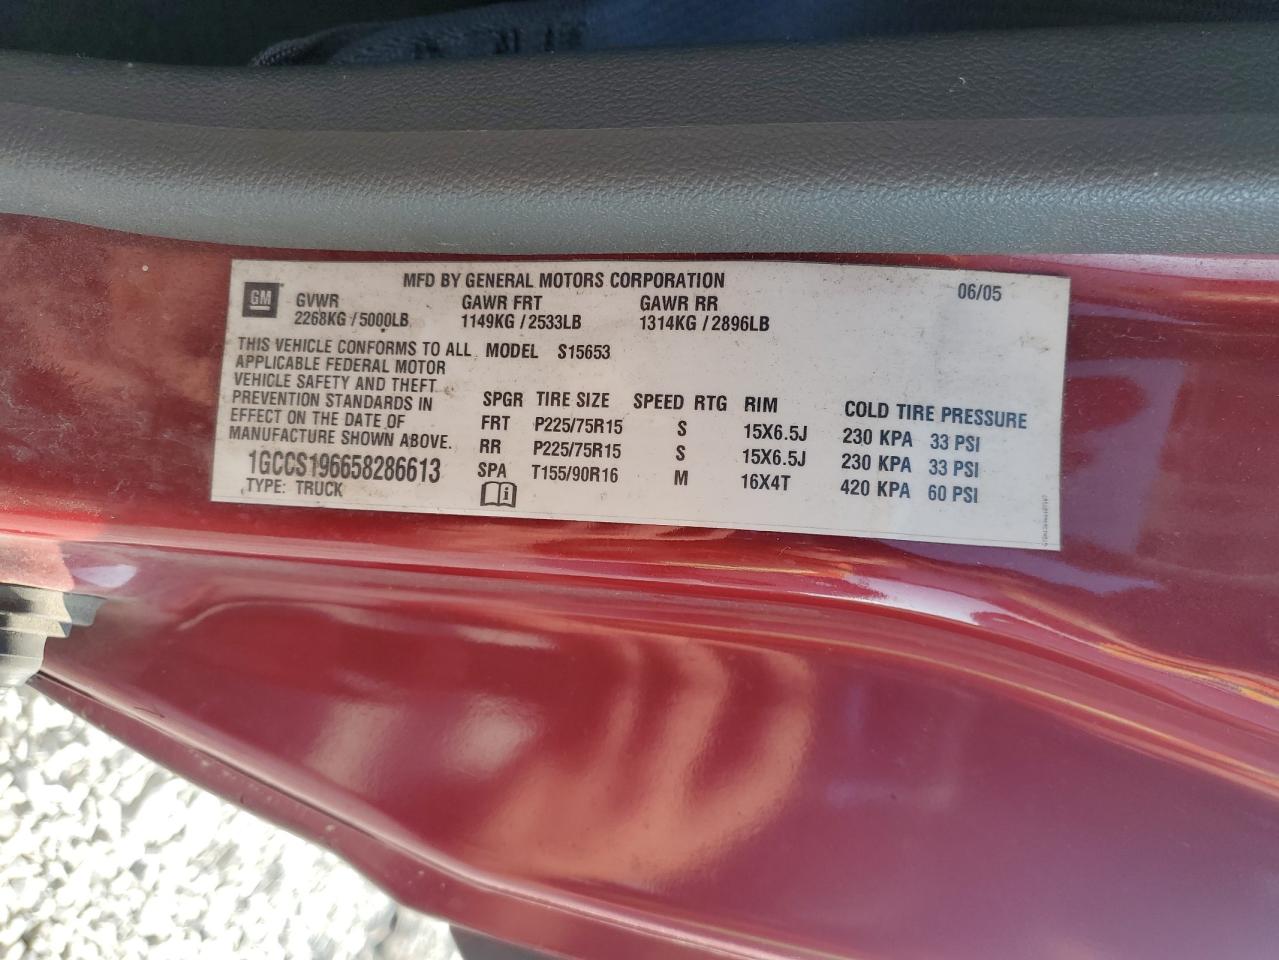 MFD BY GENERAL MOTORS CORPORATION
06/05
GM
GVWR GAWR FRT GAWR RR
2268KG / 5000LB 1149KG / 2533LB 1314KG / 2896LB
THIS VEHICLE CONFORMS TO ALL
APPLICABLE FEDERAL MOTOR
VEHICLE SAFETY AND THEFT
PREVENTION STANDARDS IN
EFFECT ON THE DATE OF
MANUFACTURE SHOWN ABOVE.
1GCCS196658286613
TYPE: TRUCK
MODEL S15653
SPGR TIRE SIZE SPEED RTG RIM COLD TIRE PRESSURE
FRT P225/75R15 S 15X6.5J 230 KPA 33 PSI
RR P225/75R15 S 15X6.5J 230 KPA 33 PSI
SPA T155/90R16 M 16X4T 420 KPA 60 PSI